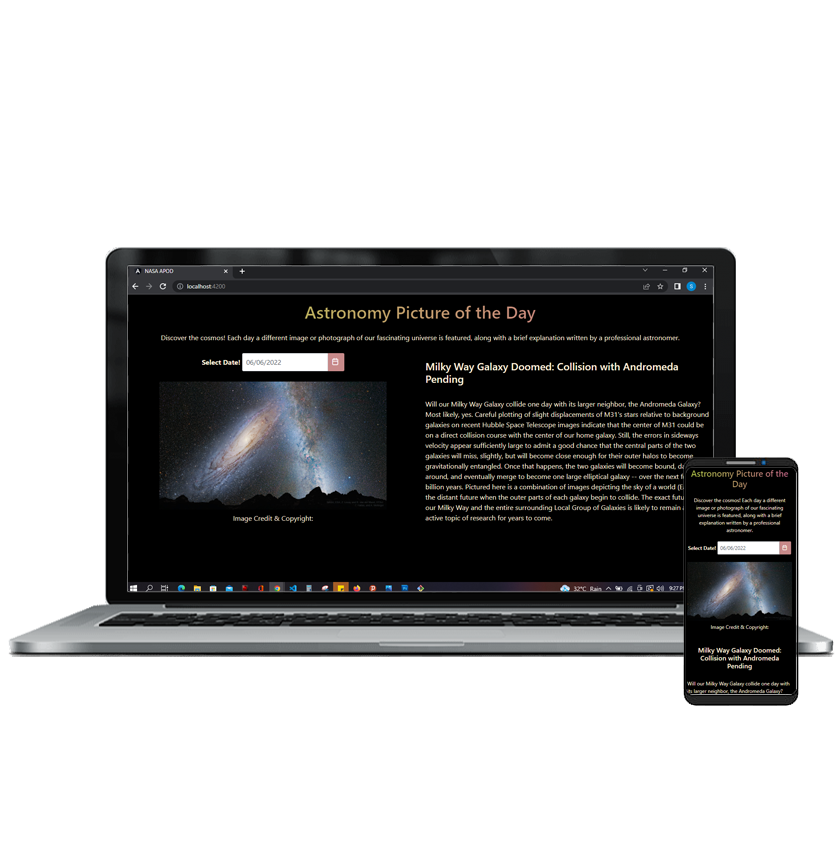 NASA APOD
localhost:4200
S
Astronomy Picture of the Day
Discover the cosmos! Each day a different image or photograph of our fascinating universe is featured, along with a brief explanation written by a professional astronomer.
Select Date! 06/06/2022
Image Credit & Copyright:
Milky Way Galaxy Doomed: Collision with Andromeda
Pending
Will our Milky Way Galaxy collide one day with its larger neighbor, the Andromeda Galaxy?
Most likely, yes. Careful plotting of slight displacements of M31's stars relative to background
galaxies on recent Hubble Space Telescope images indicate that the center of M31 could be
on a direct collision course with the center of our home galaxy. Still, the errors in sideways
velocity appear sufficiently large to admit a good chance that the central parts of the two
galaxies will miss, slightly, but will become close enough for their outer halos to become
gravitationally entangled. Once that happens, the two galaxies will become bound,
around, and eventually merge to become one large elliptical galaxy -- over the next
billion years. Pictured here is a combination of images depicting the sky of a world
the distant future when the outer parts of each galaxy begin to collide. The exact
our Milky Way and the entire surrounding Local Group of Galaxies is likely to remain
active topic of research for years to come.
32°C Rain
9:27
Astronomy Picture of the
Day
Discover the cosmos! Each day a different
image or photograph of our fascinating
universe is featured, along with a brief
explanation written by a professional
astronomer.
Select Date! 06/06/2022
Image Credit & Copyright:
Milky Way Galaxy Doomed:
Collision with Andromeda
Pending
Will our Milky Way Galaxy collide one day with
its larger neighbor, the Andromeda Galaxy?